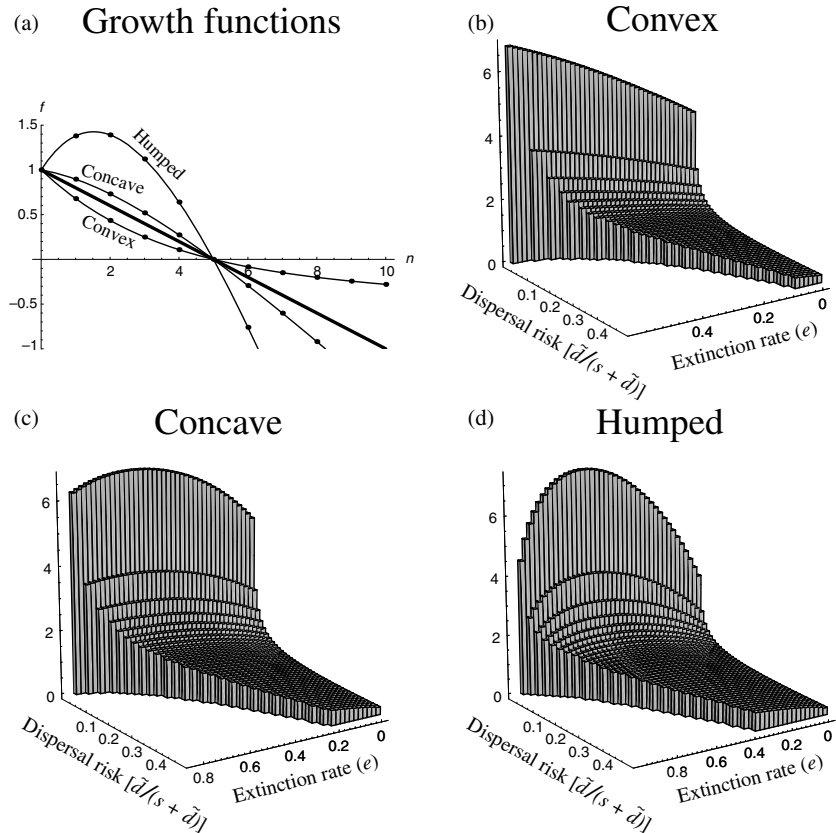 (a) Growth functions
f
1.5
1
0.5
−0.5
−1
2 4 6 8 10 n
Humped
Concave
Convex
(b) Convex
6
4
2
0
0.1 0.2 0.3 0.4
Dispersal risk [d̃/(s + d̃)]
0.4 0.2 0
Extinction rate (e)
(c) Concave
6
4
2
0
0.1 0.2 0.3 0.4
Dispersal risk [d̃/(s + d̃)]
0.8 0.6 0.4 0.2 0
Extinction rate (e)
(d) Humped
6
4
2
0
0.1 0.2 0.3 0.4
Dispersal risk [d̃/(s + d̃)]
0.8 0.6 0.4 0.2 0
Extinction rate (e)